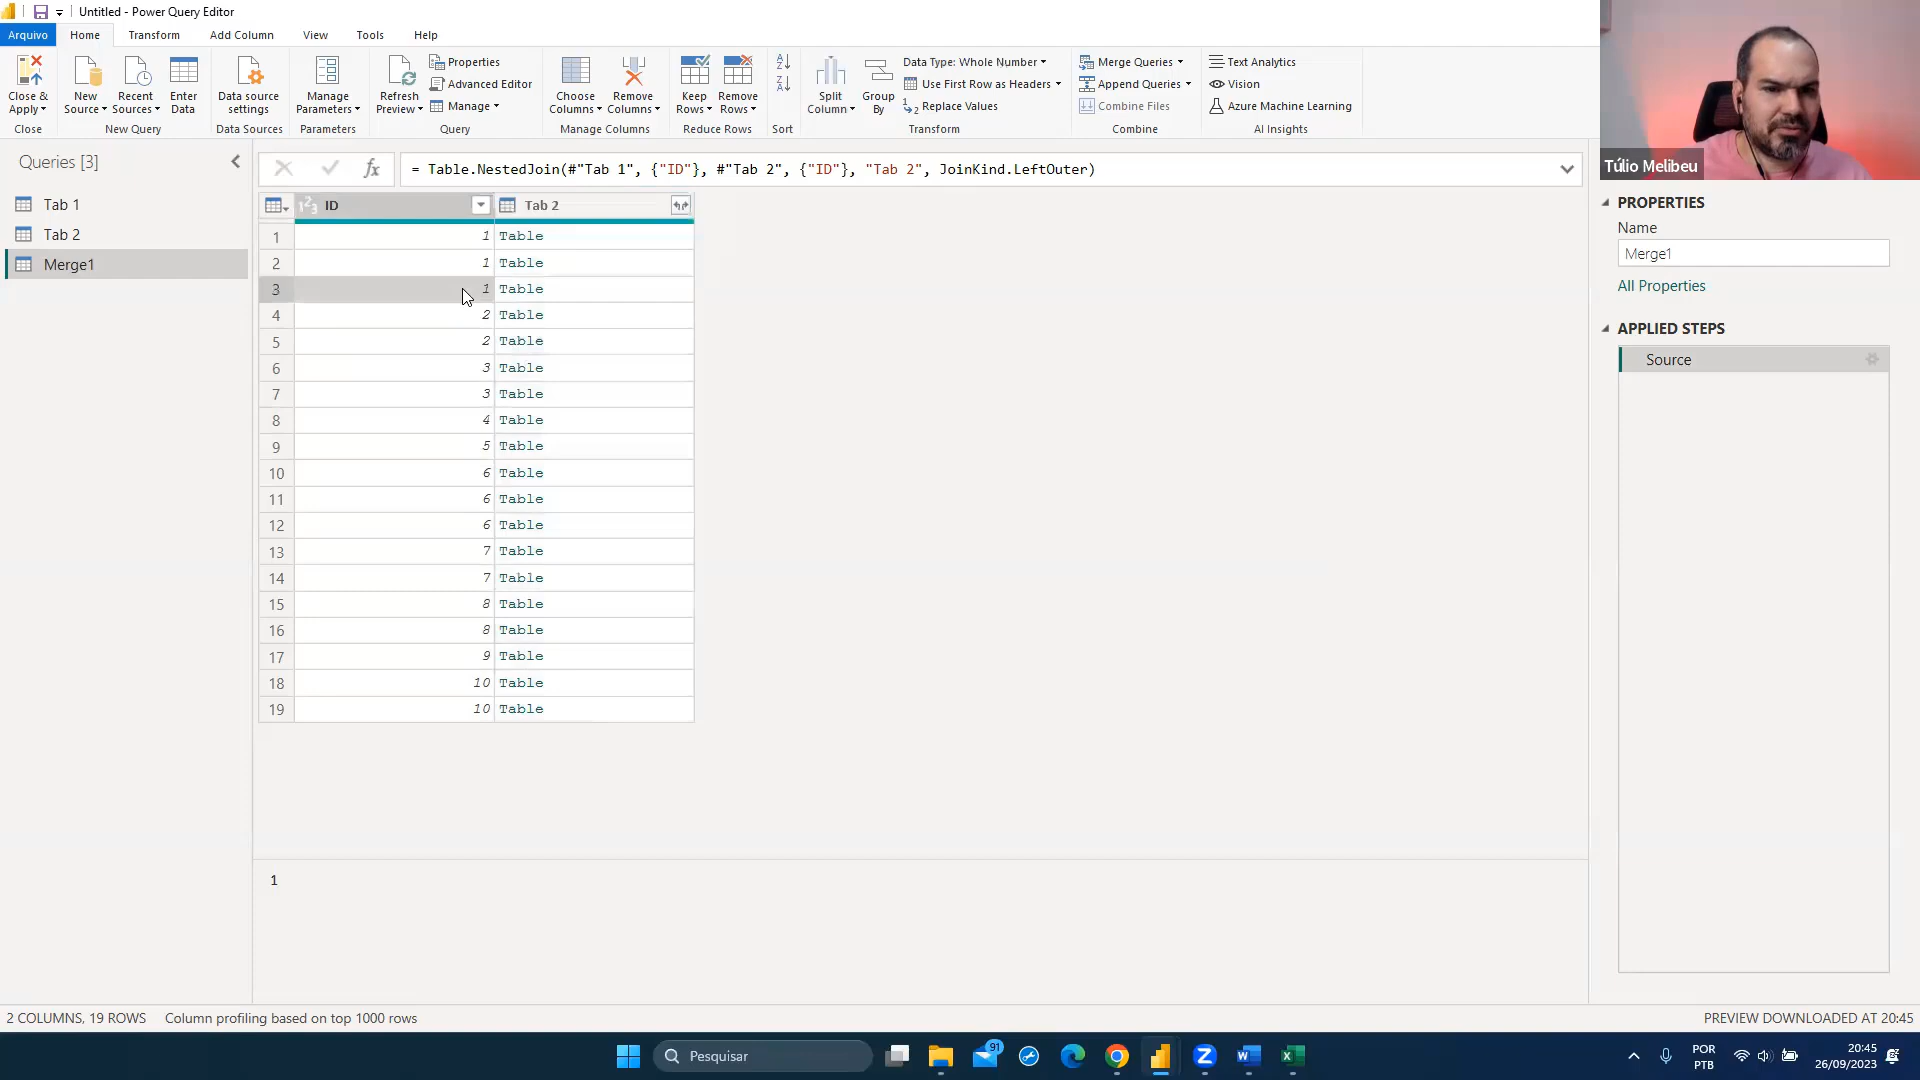 Untitled - Power Query Editor
Arquivo Home Transform Add Column View Tools Help
Close & Apply
New Source
Recent Sources
Enter Data
Data source settings
Manage Parameters
Refresh Preview
Properties
Advanced Editor
Manage
Choose Columns
Remove Columns
Keep Rows
Remove Rows
Split Column
Group By
Data Type: Whole Number
Use First Row as Headers
Replace Values
Merge Queries
Append Queries
Combine Files
Text Analytics
Vision
Azure Machine Learning
Close New Query Data Sources Parameters Query Manage Columns Reduce Rows Sort Transform Combine AI Insights
Túlio Melibeu
Queries [3]
Tab 1
Tab 2
Merge1
fx = Table.NestedJoin(#"Tab 1", {"ID"}, #"Tab 2", {"ID"}, "Tab 2", JoinKind.LeftOuter)
123 ID Tab 2
1 1 Table
2 1 Table
3 1 Table
4 2 Table
5 2 Table
6 3 Table
7 3 Table
8 4 Table
9 5 Table
10 6 Table
11 6 Table
12 6 Table
13 7 Table
14 7 Table
15 8 Table
16 8 Table
17 9 Table
18 10 Table
19 10 Table
1
PROPERTIES
Name
Merge1
All Properties
APPLIED STEPS
Source
2 COLUMNS, 19 ROWS Column profiling based on top 1000 rows
PREVIEW DOWNLOADED AT 20:45
Pesquisar
91
POR
PTB
20:45
26/09/2023